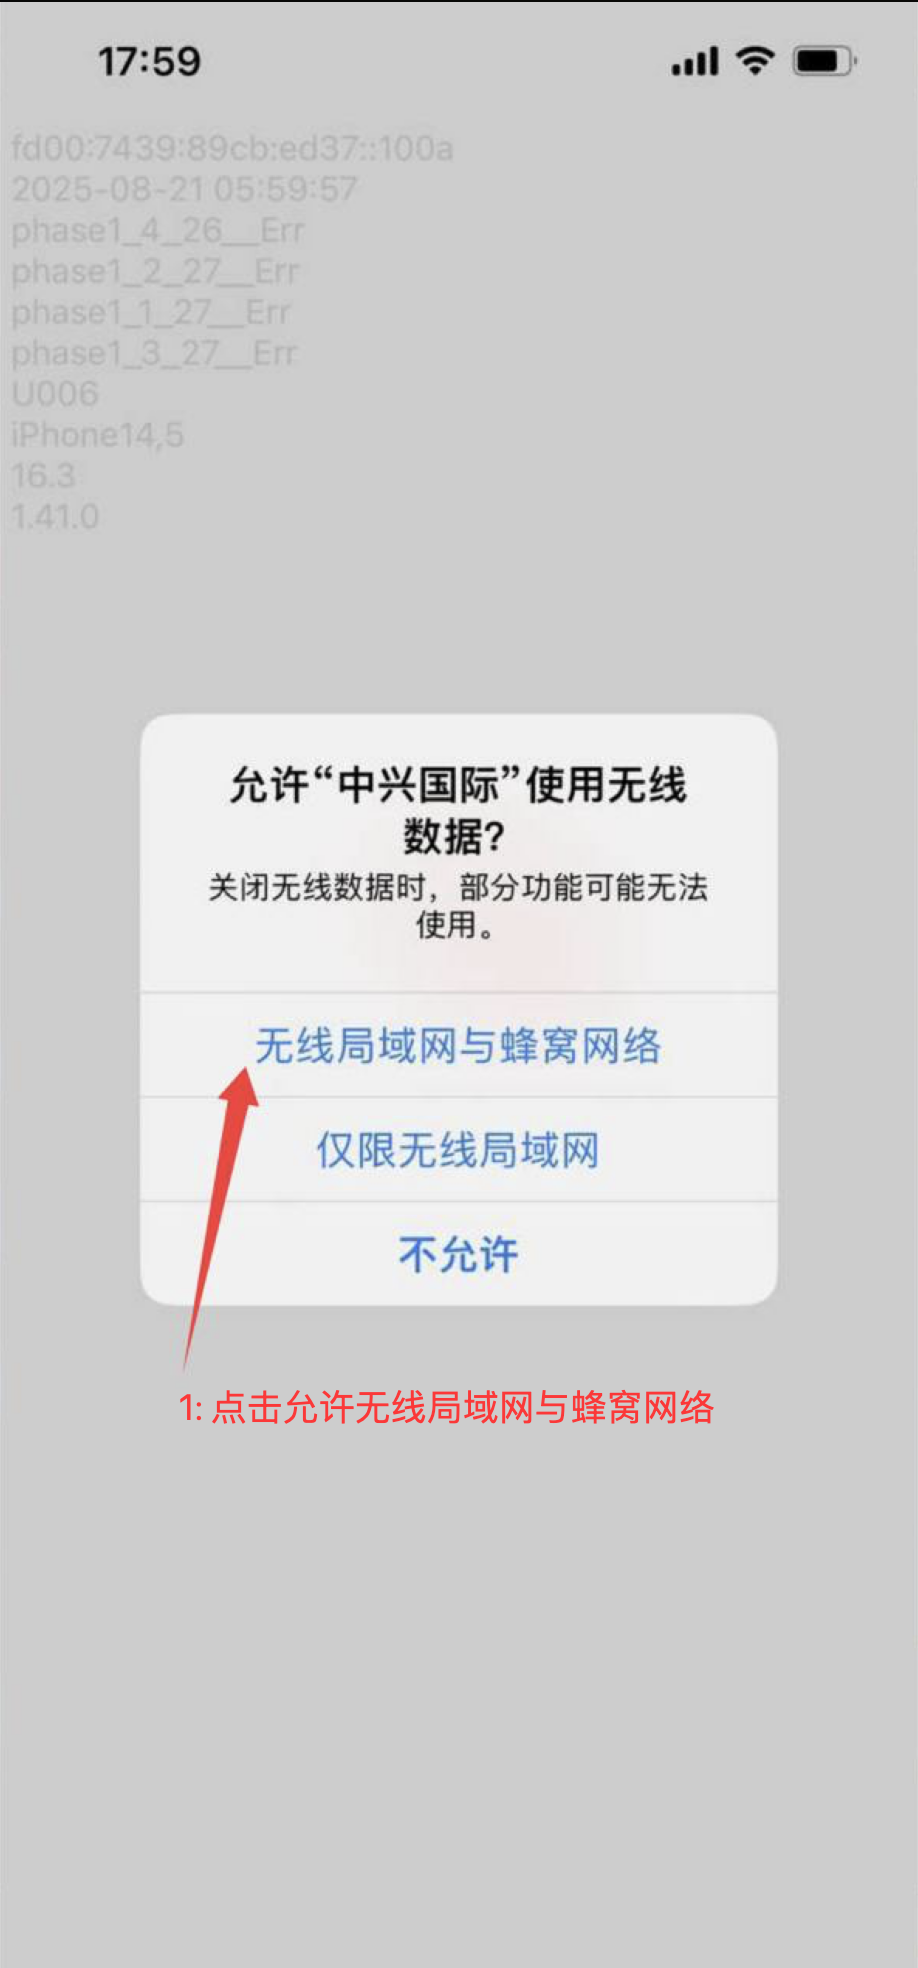 17:59
fd00:7439:89cb:ed37::100a
2025-08-21 05:59:57
phase1_4_26__Err
phase1_2_27__Err
phase1_1_27__Err
phase1_3_27__Err
U006
iPhone14,5
16.3
1.41.0
允许“中兴国际”使用无线
数据?
关闭无线数据时，部分功能可能无法
使用。
无线局域网与蜂窝网络
仅限无线局域网
不允许
1: 点击允许无线局域网与蜂窝网络